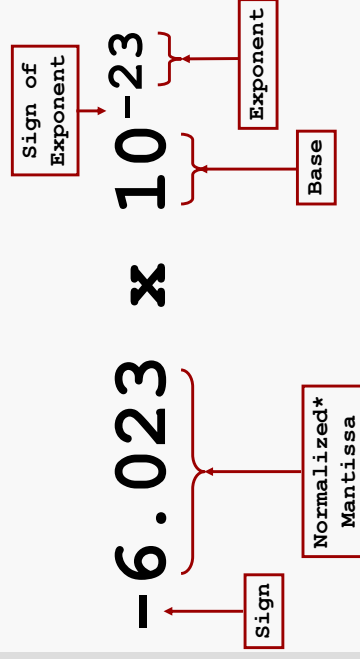 Sign of
Exponent
-6.023 x 10-23
Sign
Normalized*
Mantissa
Base
Exponent